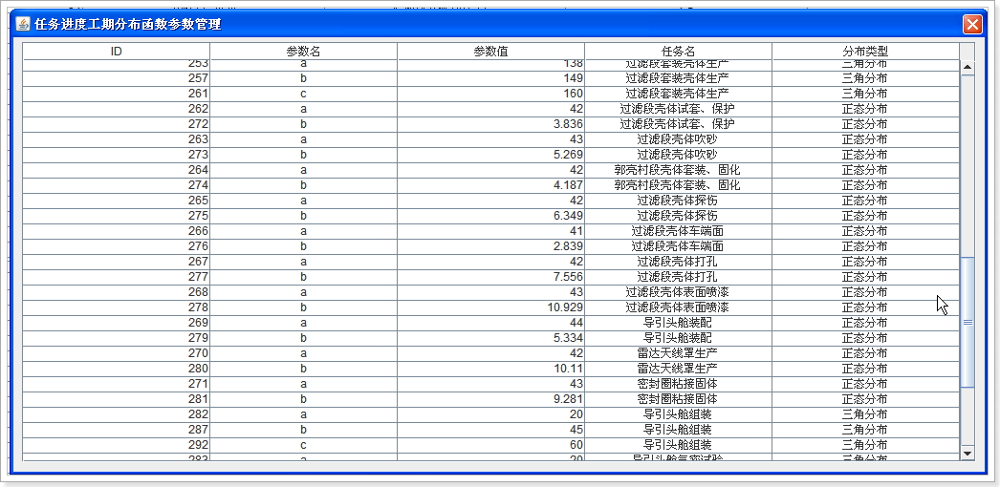 任务进度工期分布函数参数管理
ID 参数名 参数值 任务名 分布类型
253 a 138 过滤段套装壳体生产 三角分布
257 b 149 过滤段套装壳体生产 三角分布
261 c 160 过滤段套装壳体生产 三角分布
262 a 42 过滤段壳体试套、保护 正态分布
272 b 3.836 过滤段壳体试套、保护 正态分布
263 a 43 过滤段壳体吹砂 正态分布
273 b 5.269 过滤段壳体吹砂 正态分布
264 a 42 郭亮村段壳体套装、固化 正态分布
274 b 4.187 郭亮村段壳体套装、固化 正态分布
265 a 42 过滤段壳体探伤 正态分布
275 b 6.349 过滤段壳体探伤 正态分布
266 a 41 过滤段壳体车端面 正态分布
276 b 2.839 过滤段壳体车端面 正态分布
267 a 42 过滤段壳体打孔 正态分布
277 b 7.556 过滤段壳体打孔 正态分布
268 a 43 过滤段壳体表面喷漆 正态分布
278 b 10.929 过滤段壳体表面喷漆 正态分布
269 a 44 导引头舱装配 正态分布
279 b 5.334 导引头舱装配 正态分布
270 a 42 雷达天线罩生产 正态分布
280 b 10.11 雷达天线罩生产 正态分布
271 a 43 密封圈粘接固体 正态分布
281 b 9.281 密封圈粘接固体 正态分布
282 a 20 导引头舱组装 三角分布
287 b 45 导引头舱组装 三角分布
292 c 60 导引头舱组装 三角分布
283 a 20 导引头舱气密试验 三角分布